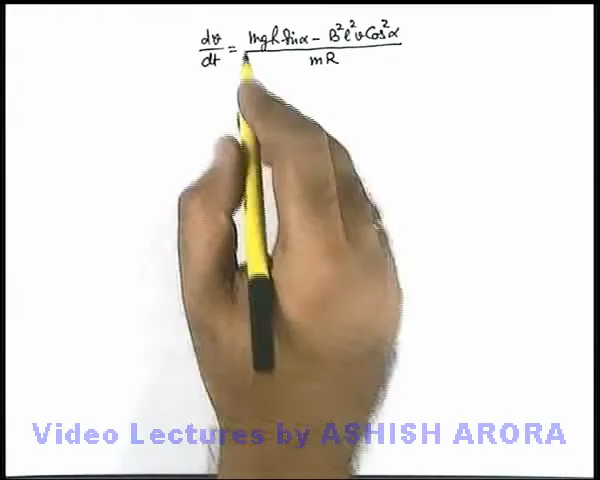 dv/dt = (mgR sinα - B²l²v Cos²α) / mR
Video Lectures by ASHISH ARORA